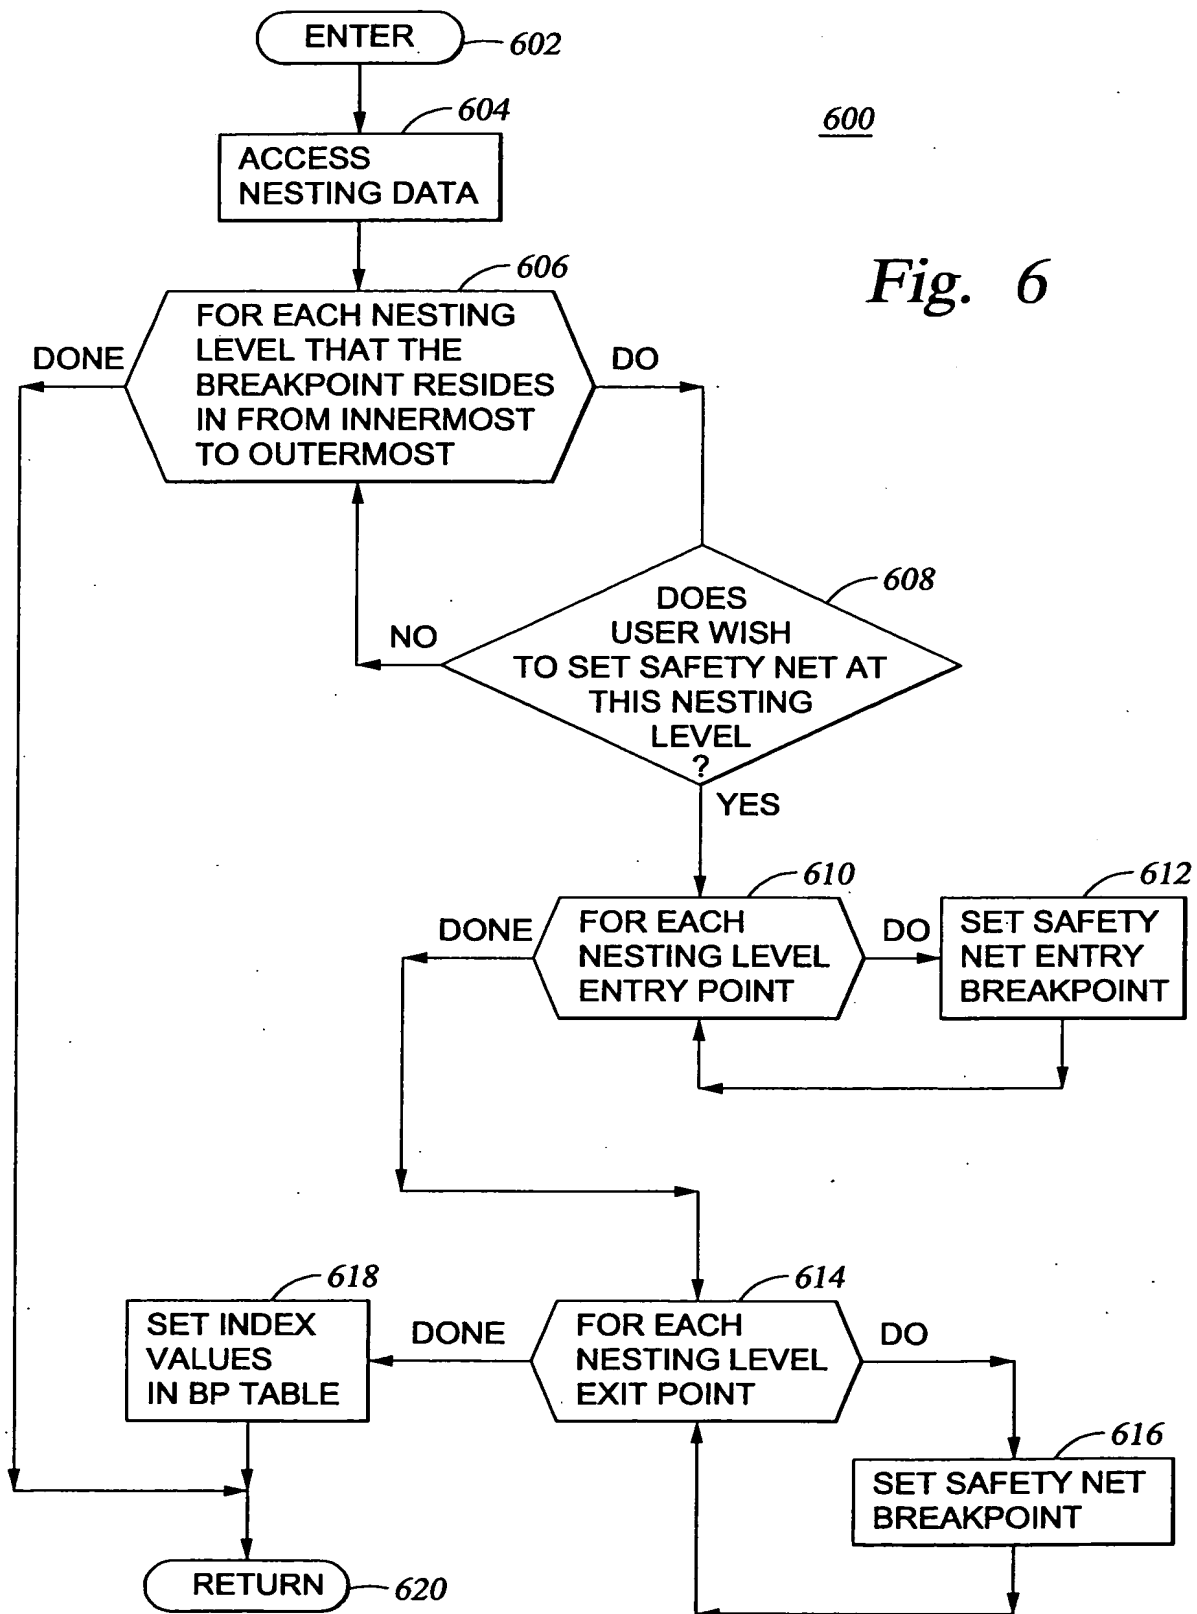 ENTER
602
604
600
ACCESS
NESTING DATA
Fig. 6
606
FOR EACH NESTING
LEVEL THAT THE
BREAKPOINT RESIDES
IN FROM INNERMOST
TO OUTERMOST
DONE
DO
608
DOES
USER WISH
TO SET SAFETY NET AT
THIS NESTING
LEVEL
?
NO
YES
610
FOR EACH
NESTING LEVEL
ENTRY POINT
DONE
DO
612
SET SAFETY
NET ENTRY
BREAKPOINT
614
FOR EACH
NESTING LEVEL
EXIT POINT
DONE
DO
618
SET INDEX
VALUES
IN BP TABLE
616
SET SAFETY NET
BREAKPOINT
RETURN
620